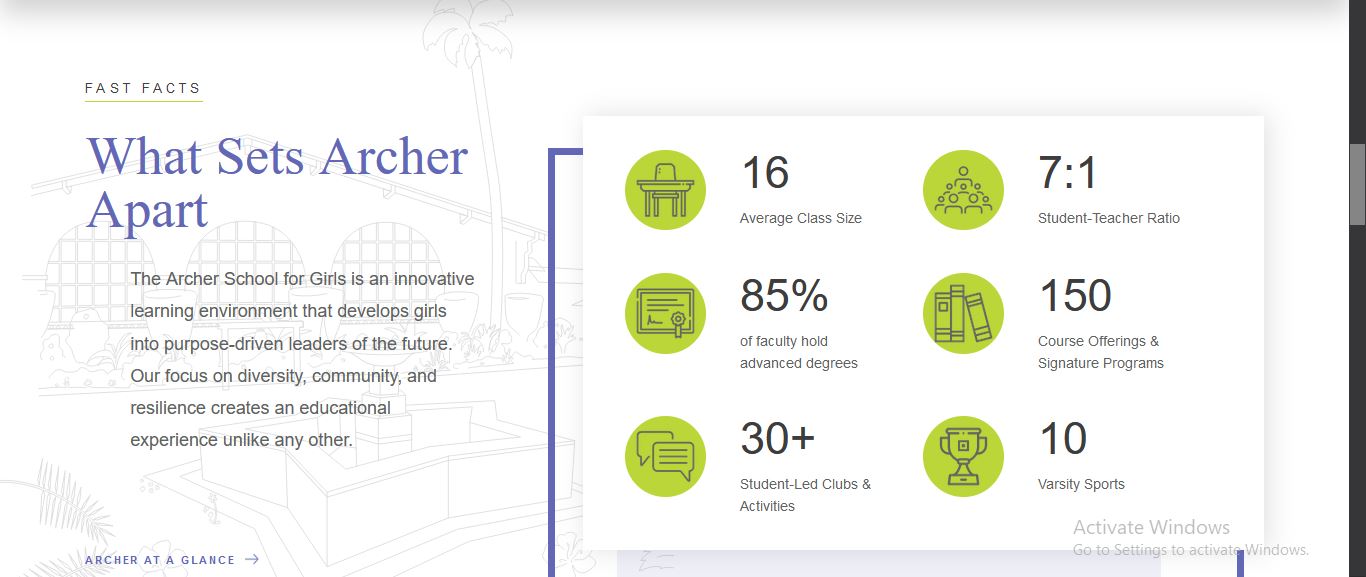 FAST FACTS
What Sets Archer
Apart
The Archer School for Girls is an innovative
learning environment that develops girls
into purpose-driven leaders of the future.
Our focus on diversity, community, and
resilience creates an educational
experience unlike any other.
ARCHER AT A GLANCE
16
Average Class Size
7:1
Student-Teacher Ratio
85%
of faculty hold
advanced degrees
150
Course Offerings &
Signature Programs
30+
Student-Led Clubs &
Activities
10
Varsity Sports
Activate Windows
Go to Settings to activate Windows.